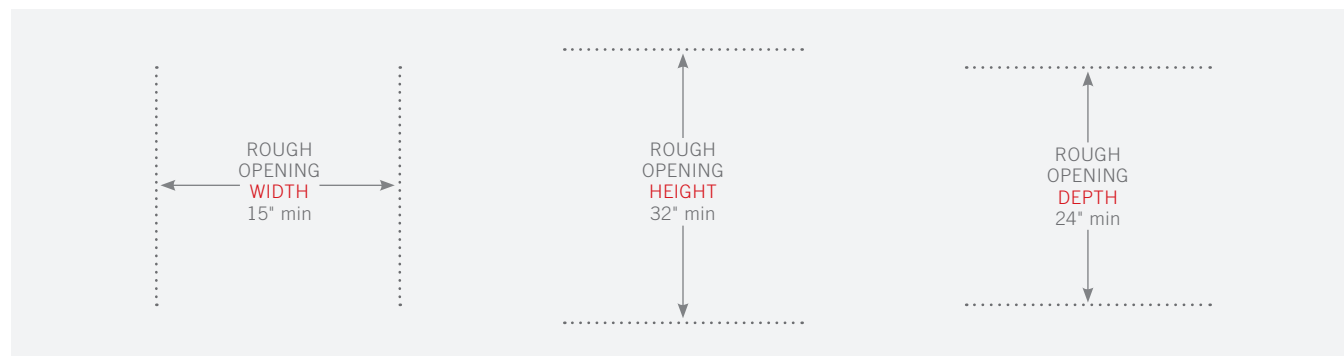 ROUGH
OPENING
WIDTH
15" min
ROUGH
OPENING
HEIGHT
32" min
ROUGH
OPENING
DEPTH
24" min